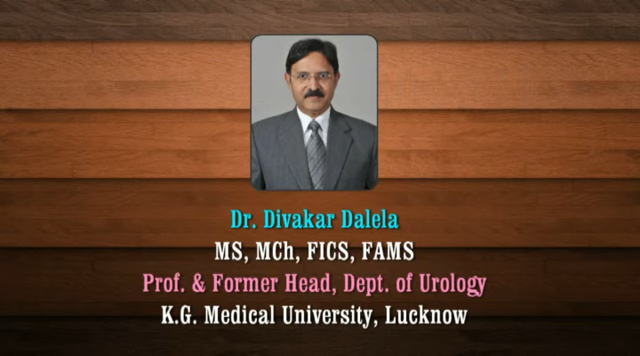 Dr. Divakar Dalela
MS, MCh, FICS, FAMS
Prof. & Former Head, Dept. of Urology
K.G. Medical University, Lucknow